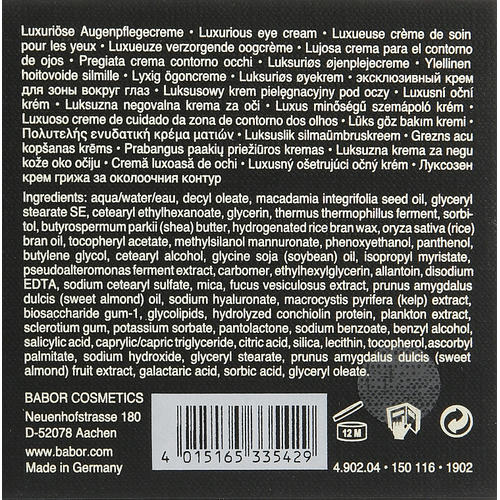 Luxuriöse Augenpflegecreme • Luxurious eye cream • Luxueuse crème de soin
pour les yeux • Luxueuze verzorgende oogcrème • Lujosa crema para el contorno
de ojos • Pregiata crema contorno occhi • Luksuriøs øjenplejecreme • Ylellinen
hoitovoide silmille • Lyxig ögoncreme • Luksuriøs øyekrem • эксклюзивный крем
для зоны вокруг глаз • Luksusowy krem pielęgnacyjny pod oczy • Luxusní oční
krém • Luksuzna negovalna krema za oči • Luxus minőségű szemápoló krém •
Luxuoso creme de cuidado da zona de contorno dos olhos • Lüks göz bakım kremi •
Πολυτελής ενυδατική κρέμα ματιών • Luksuslik silmaümbruskreem • Grezns acu
kopšanas krēms • Prabangus paakių priežiūros kremas • Luksuzna krema za negu
kože oko očiju • Cremă luxoasă de ochi • Luxusný ošetrujúci očný krém • Луксозен
крем грижа за околоочния контур
Ingredients: aqua/water/eau, decyl oleate, macadamia integrifolia seed oil, glyceryl
stearate SE, cetearyl ethylhexanoate, glycerin, thermus thermophillus ferment, sorbi-
tol, butyrospermum parkii (shea) butter, hydrogenated rice bran wax, oryza sativa (rice)
bran oil, tocopheryl acetate, methylsilanol mannuronate, phenoxyethanol, panthenol,
butylene glycol, cetearyl alcohol, glycine soja (soybean) oil, isopropyl myristate,
pseudoalteromonas ferment extract, carbomer, ethylhexylglycerin, allantoin, disodium
EDTA, sodium cetearyl sulfate, mica, fucus vesiculosus extract, prunus amygdalus
dulcis (sweet almond) oil, sodium hyaluronate, macrocystis pyrifera (kelp) extract,
biosaccharide gum-1, glycolipids, hydrolyzed conchiolin protein, plankton extract,
sclerotium gum, potassium sorbate, pantolactone, sodium benzoate, benzyl alcohol,
salicylic acid, caprylic/capric triglyceride, citric acid, silica, lecithin, tocopherol, ascorbyl
palmitate, sodium hydroxide, glyceryl stearate, prunus amygdalus dulcis (sweet
almond) fruit extract, galactaric acid, sorbic acid, glyceryl oleate.
BABOR COSMETICS
Neuenhofstrasse 180
D-52078 Aachen
www.babor.com
Made in Germany
4 015165 335429
12 M
4.902.04 • 150 116 • 1902